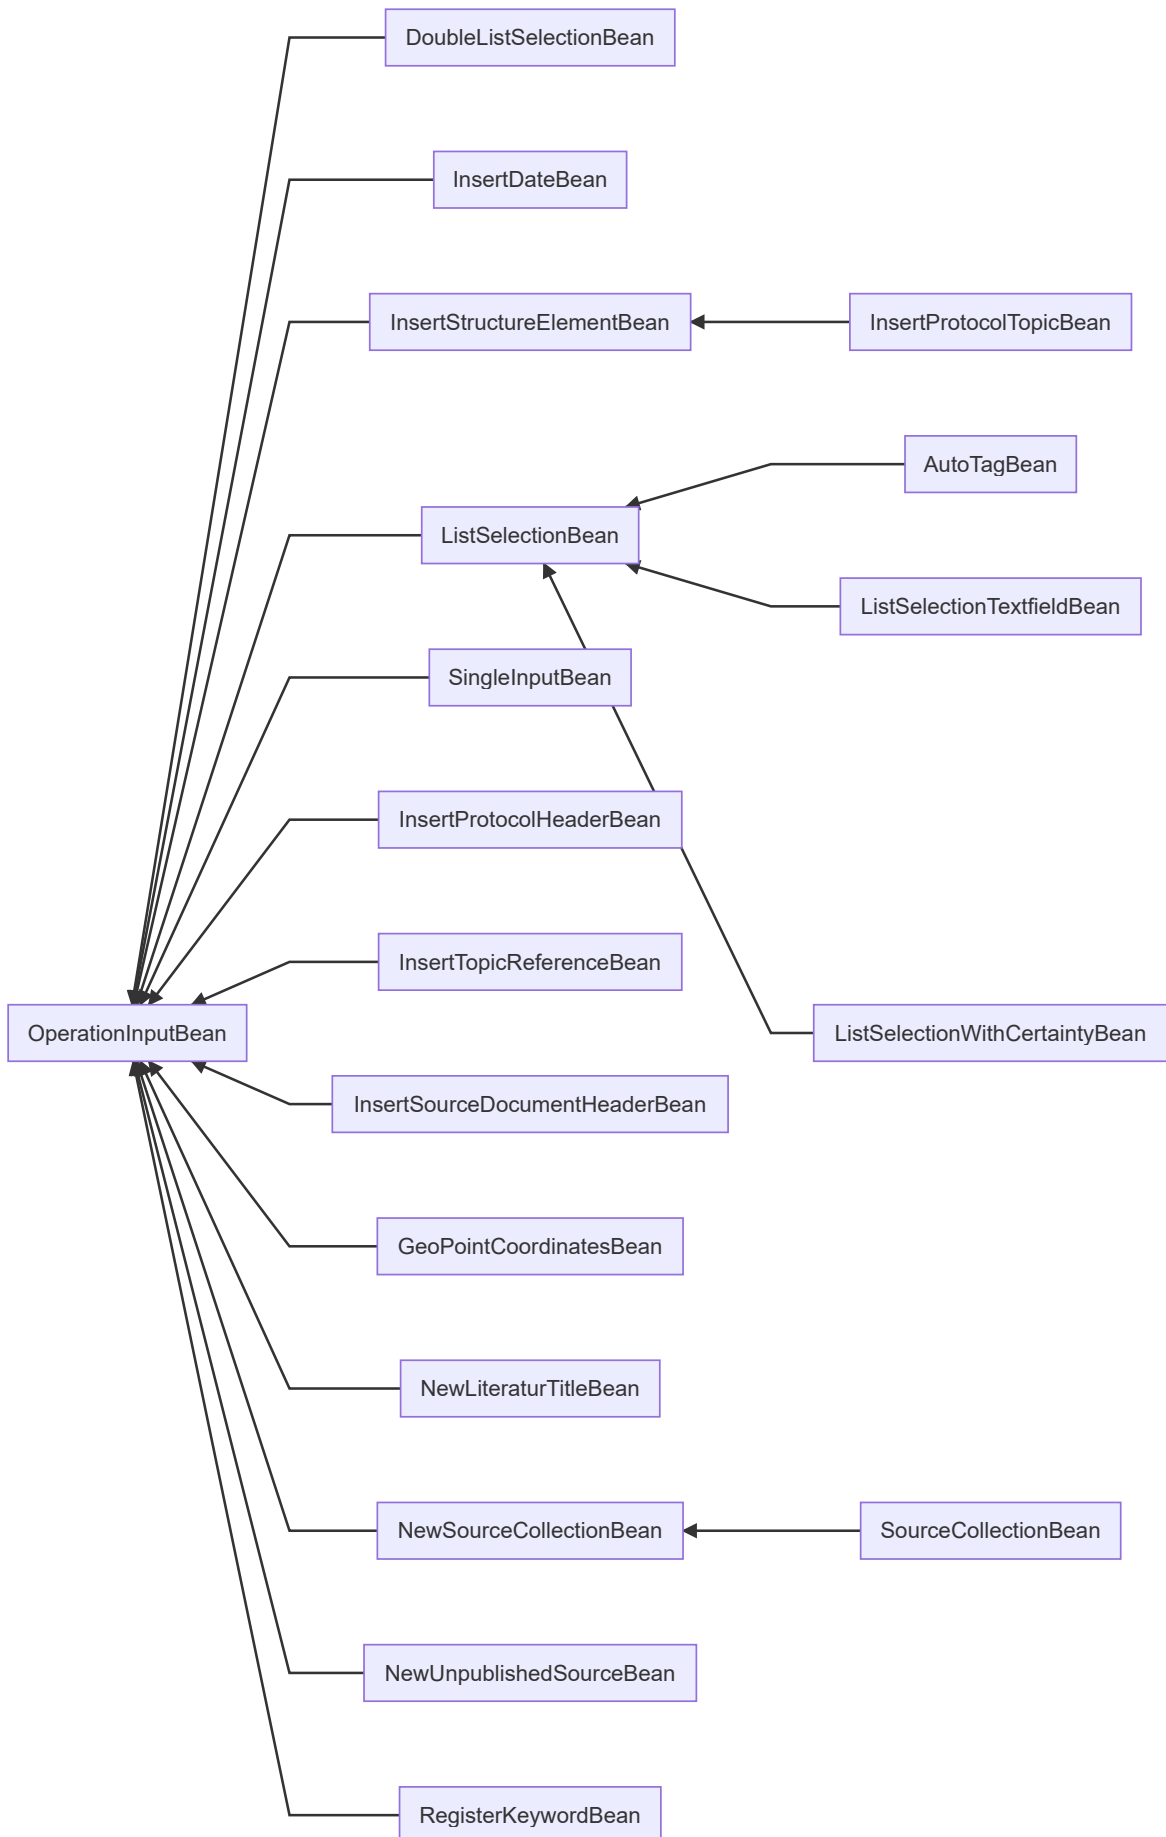 DoubleListSelectionBean
InsertDateBean
InsertStructureElementBean
InsertProtocolTopicBean
AutoTagBean
ListSelectionBean
ListSelectionTextfieldBean
SingleInputBean
InsertProtocolHeaderBean
InsertTopicReferenceBean
OperationInputBean
ListSelectionWithCertaintyBean
InsertSourceDocumentHeaderBean
GeoPointCoordinatesBean
NewLiteraturTitleBean
NewSourceCollectionBean
SourceCollectionBean
NewUnpublishedSourceBean
RegisterKeywordBean